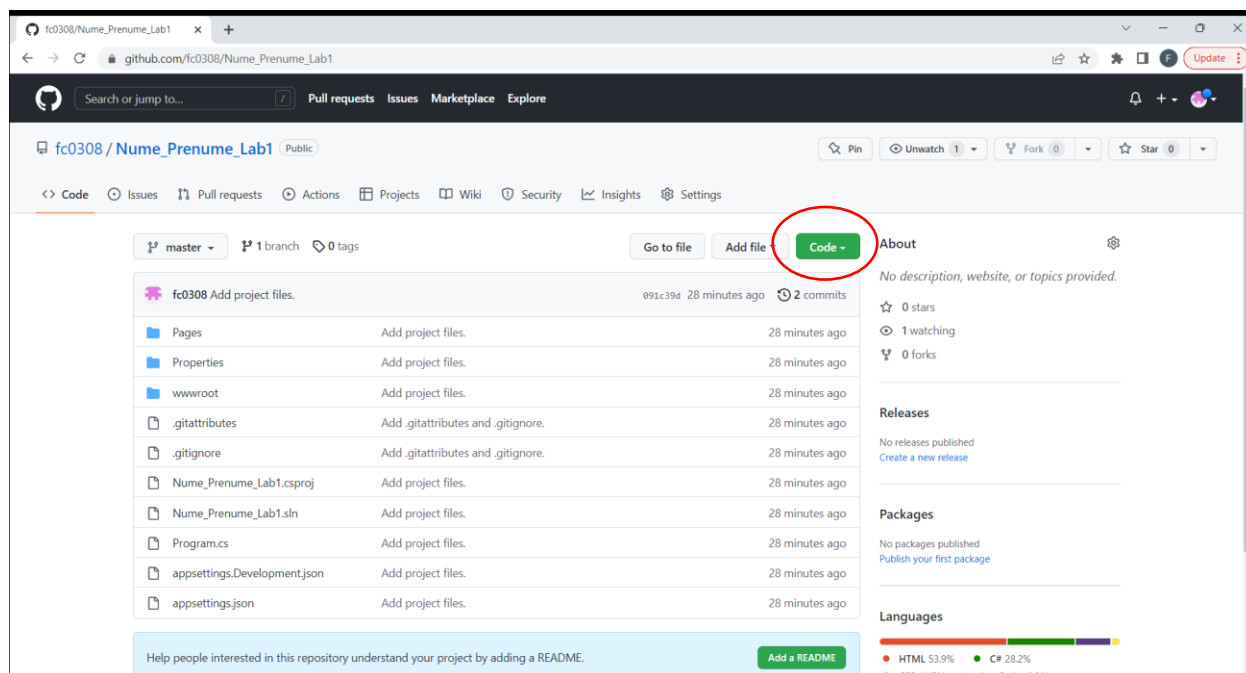 fc0308/Nume_Prenume_Lab1
github.com/fc0308/Nume_Prenume_Lab1
F
Update
Search or jump to...
/
Pull requests Issues Marketplace Explore
fc0308 / Nume_Prenume_Lab1 Public
Pin
Unwatch 1
Fork 0
Star 0
<> Code Issues Pull requests Actions Projects Wiki Security Insights Settings
master 1 branch 0 tags
Go to file Add file Code
fc0308 Add project files. 091c39d 28 minutes ago 2 commits
Pages Add project files. 28 minutes ago
Properties Add project files. 28 minutes ago
wwwroot Add project files. 28 minutes ago
.gitattributes Add .gitattributes and .gitignore. 28 minutes ago
.gitignore Add .gitattributes and .gitignore. 28 minutes ago
Nume_Prenume_Lab1.csproj Add project files. 28 minutes ago
Nume_Prenume_Lab1.sln Add project files. 28 minutes ago
Program.cs Add project files. 28 minutes ago
appsettings.Development.json Add project files. 28 minutes ago
appsettings.json Add project files. 28 minutes ago
Help people interested in this repository understand your project by adding a README. Add a README
About
No description, website, or topics provided.
0 stars
1 watching
0 forks
Releases
No releases published
Create a new release
Packages
No packages published
Publish your first package
Languages
HTML 53.9% C# 28.2%